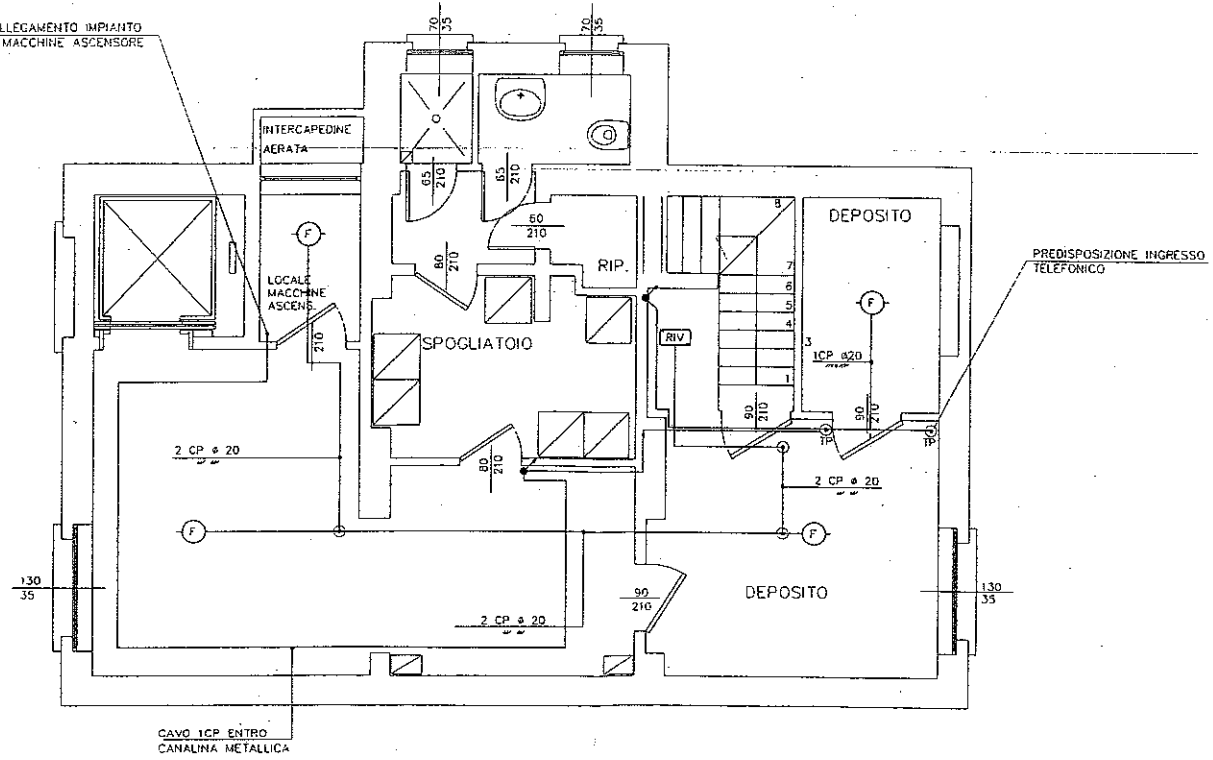 LLEGAMENTO IMPIANTO
MACCHINE ASCENSORE
70
35
70
35
INTERCAPEDINE
AERATA
65
210
65
210
60
210
80
210
RIP.
DEPOSITO
PREDISPOSIZIONE INGRESSO
TELEFONICO
F
LOCALE
MACCHINE
ASCENS.
210
SPOGLIATOIO
RIV
8
7
6
5
4
3
1
F
1CP ø20
90
210
90
210
TP
TP
2 CP ø 20
80
210
2 CP ø 20
F
F
130
35
90
210
DEPOSITO
130
35
2 CP ø 20
CAVO 1CP ENTRO
CANALINA METALLICA